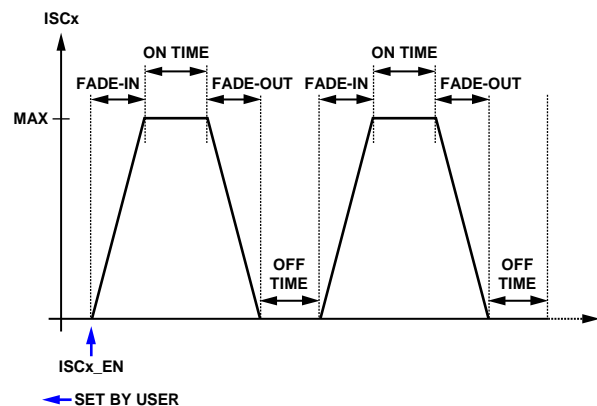 ISCx
ON TIME
ON TIME
FADE-IN
FADE-OUT
FADE-IN
FADE-OUT
MAX
OFF
TIME
OFF
TIME
ISCx_EN
SET BY USER